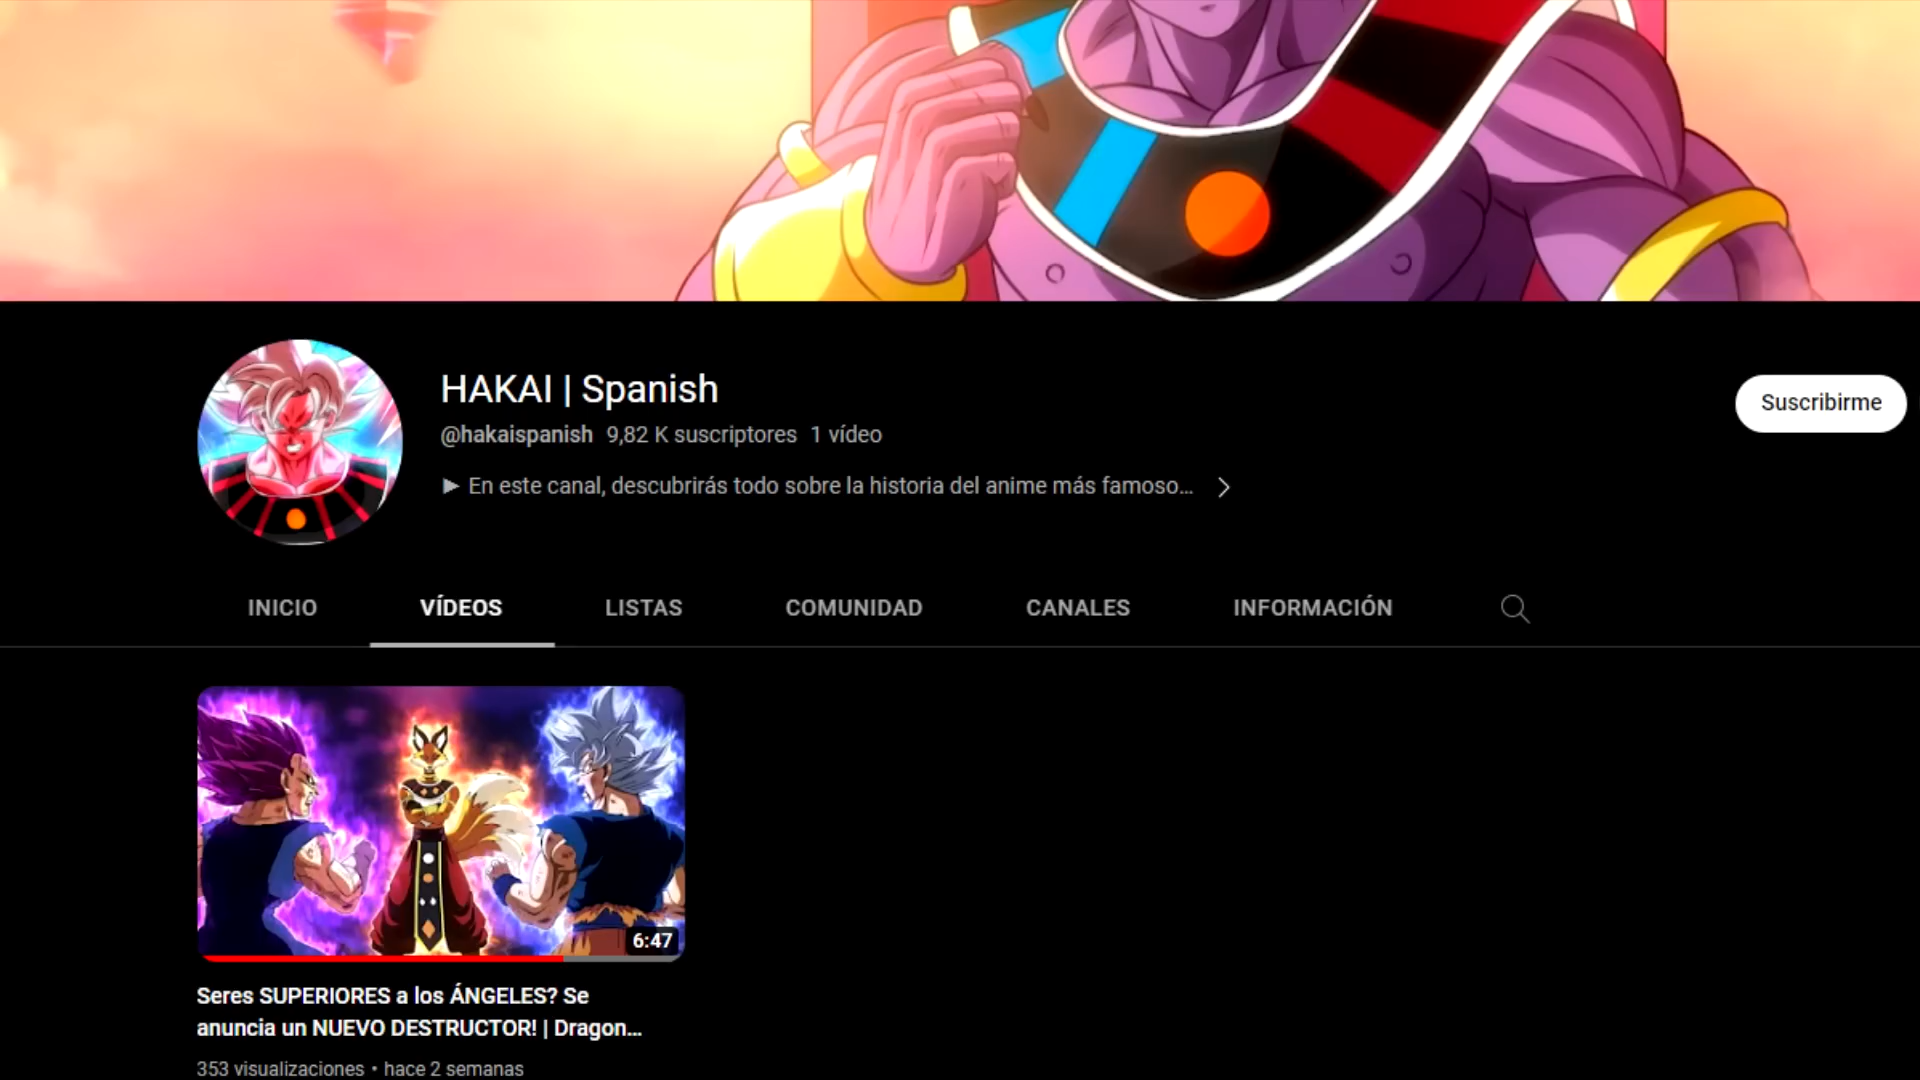 HAKAI | Spanish
Suscribirme
@hakaispanish 9,82 K suscriptores 1 vídeo
► En este canal, descubrirás todo sobre la historia del anime más famoso...
INICIO VÍDEOS LISTAS COMUNIDAD CANALES INFORMACIÓN
6:47
Seres SUPERIORES a los ÁNGELES? Se
anuncia un NUEVO DESTRUCTOR! | Dragon...
353 visualizaciones • hace 2 semanas